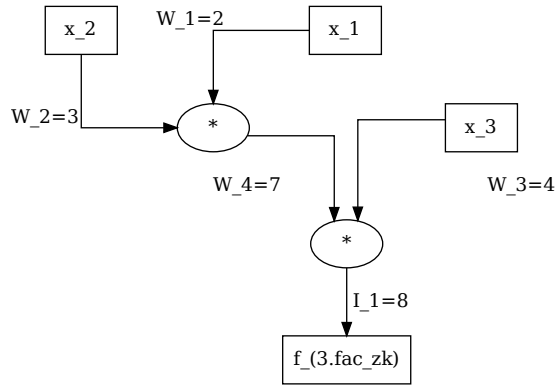 x_2
W_1=2
x_1
W_2=3
*
x_3
W_4=7
W_3=4
*
I_1=8
f_(3.fac_zk)